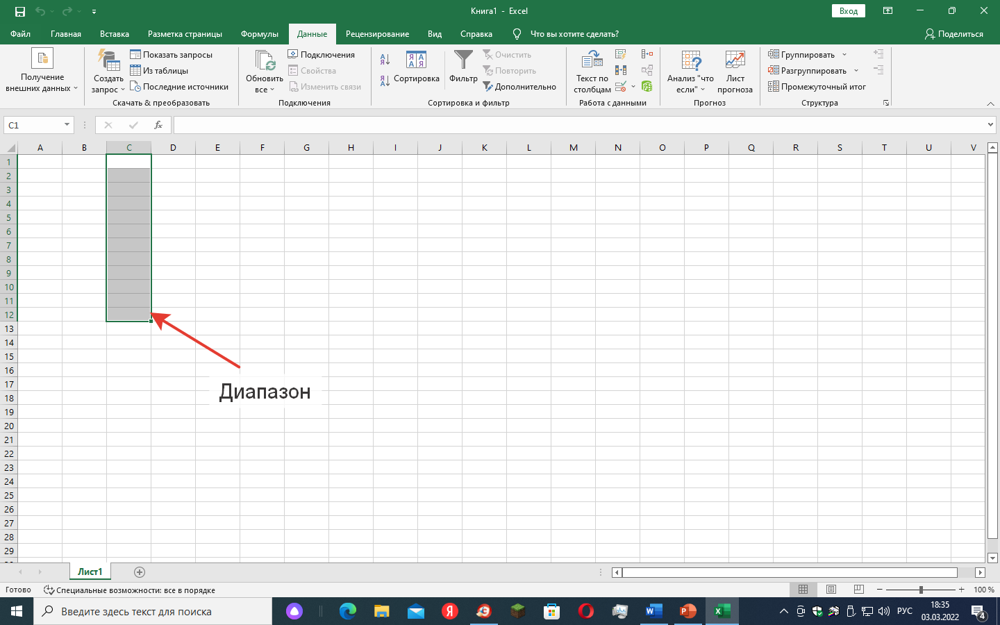 Книга1 - Excel
Вход
Файл Главная Вставка Разметка страницы Формулы Данные Рецензирование Вид Справка Что вы хотите сделать? Поделиться
Получение внешних данных
Создать запрос
Показать запросы
Из таблицы
Последние источники
Скачать & преобразовать
Обновить все
Подключения
Свойства
Изменить связи
Подключения
Сортировка
Фильтр
Очистить
Повторить
Дополнительно
Сортировка и фильтр
Текст по столбцам
Работа с данными
Анализ "что если"
Лист прогноза
Прогноз
Группировать
Разгруппировать
Промежуточный итог
Структура
C1
fx
A B C D E F G H I J K L M N O P Q R S T U V
1
2
3
4
5
6
7
8
9
10
11
12
13
14
15
16
17
18
19
20
21
22
23
24
25
26
27
28
29
Диапазон
Лист1
Готово Специальные возможности: все в порядке 100 %
Введите здесь текст для поиска
РУС
18:35
03.03.2022
4